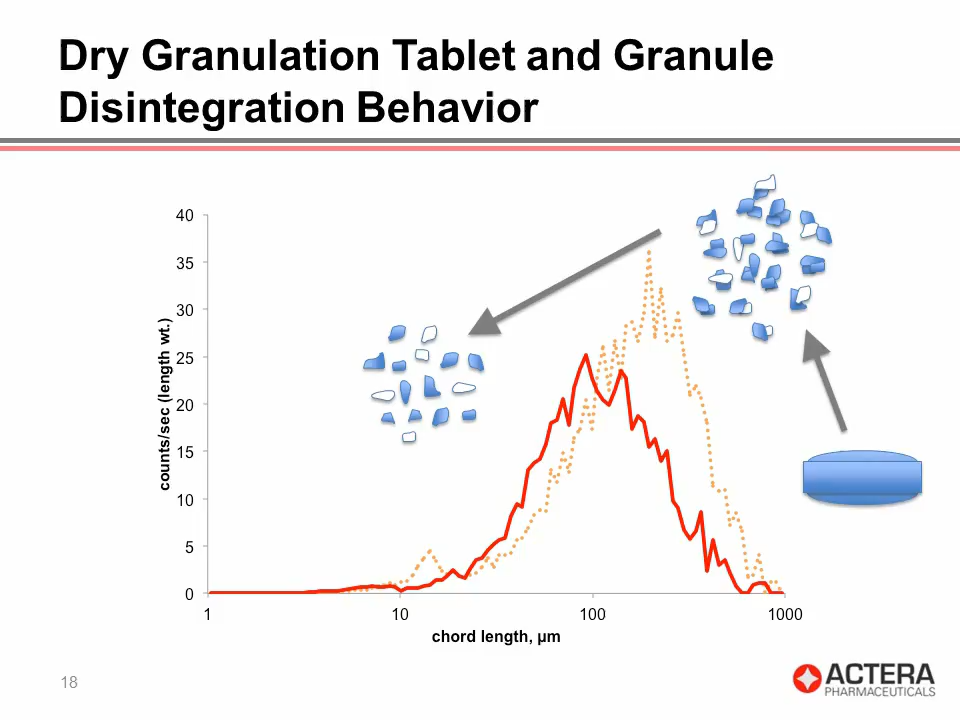 Dry Granulation Tablet and Granule
Disintegration Behavior
40
35
30
25
20
15
10
5
0
counts/sec (length wt.)
1
10
100
1000
chord length, µm
18
ACTERA
PHARMACEUTICALS